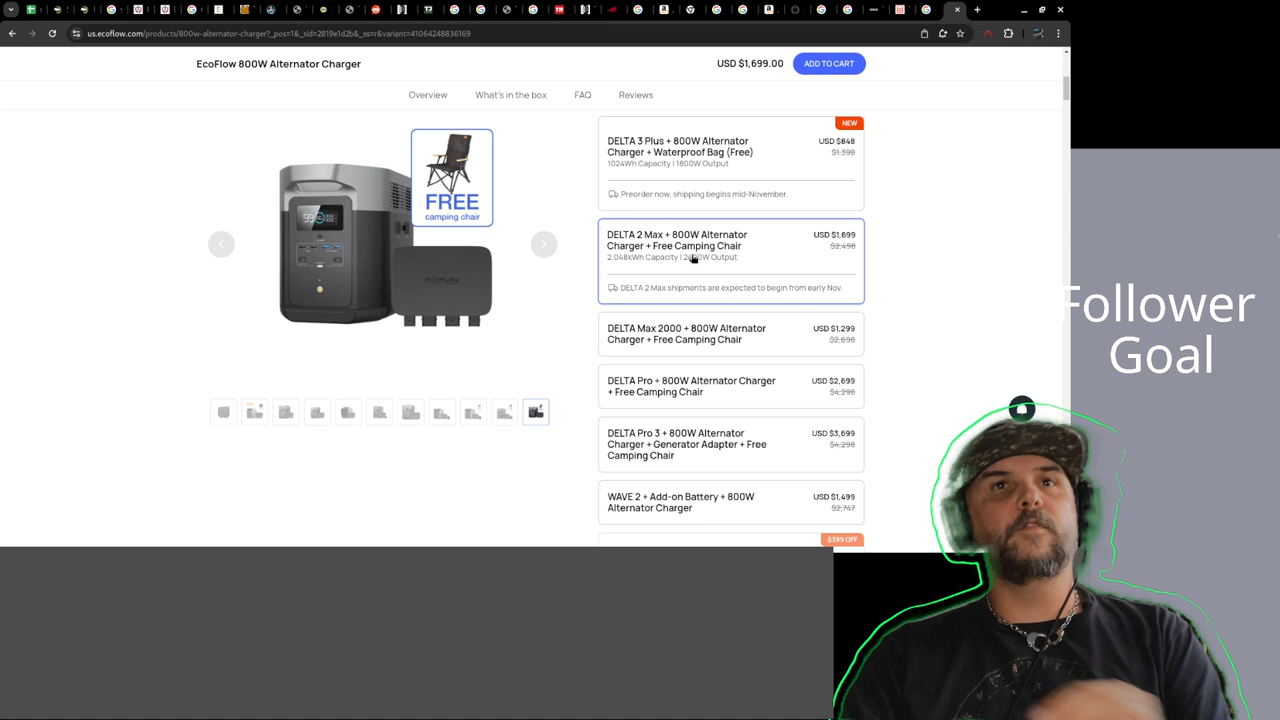 us.ecoflow.com/products/800w-alternator-charger?_pos=1&_sid=2819e1d2b&_ss=r&variant=41064248836169
EcoFlow 800W Alternator Charger
USD $1,699.00
ADD TO CART
Overview
What's in the box
FAQ
Reviews
FREE
camping chair
ECOFLOW
NEW
DELTA 3 Plus + 800W Alternator
Charger + Waterproof Bag (Free)
USD $848
$1,398
1024Wh Capacity | 1800W Output
Preorder now, shipping begins mid-November.
DELTA 2 Max + 800W Alternator
Charger + Free Camping Chair
USD $1,699
$2,498
2.048kWh Capacity | Output
DELTA 2 Max shipments are expected to begin from early Nov.
DELTA Max 2000 + 800W Alternator
Charger + Free Camping Chair
USD $1,299
$2,698
DELTA Pro + 800W Alternator Charger
+ Free Camping Chair
USD $2,699
$4,298
DELTA Pro 3 + 800W Alternator
Charger + Generator Adapter + Free
Camping Chair
USD $3,699
$4,298
WAVE 2 + Add-on Battery + 800W
Alternator Charger
USD $1,499
$2,747
$399 OFF
Follower
Goal